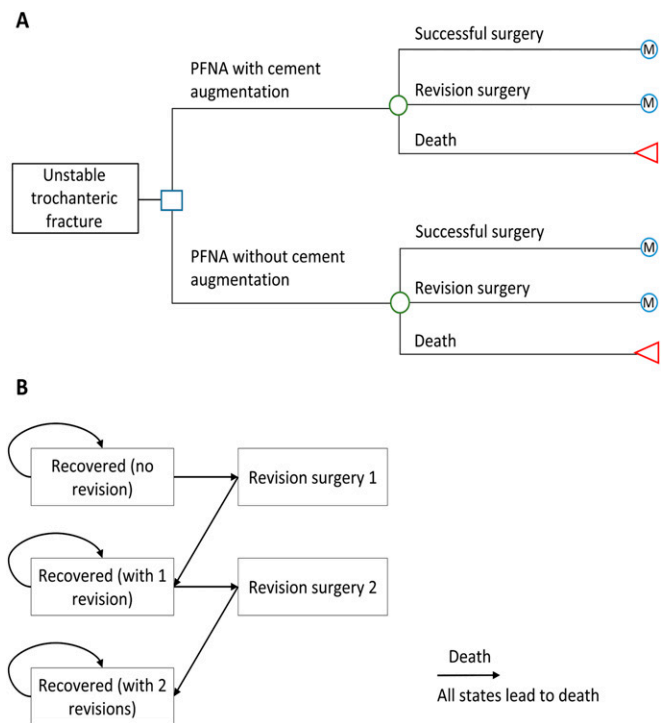 A
Successful surgery
M
PFNA with cement
augmentation
Revision surgery
M
Death
Unstable
trochanteric
fracture
Successful surgery
M
PFNA without cement
augmentation
Revision surgery
M
Death
B
Recovered (no
revision)
Revision surgery 1
Recovered (with 1
revision)
Revision surgery 2
Recovered (with 2
revisions)
Death
All states lead to death